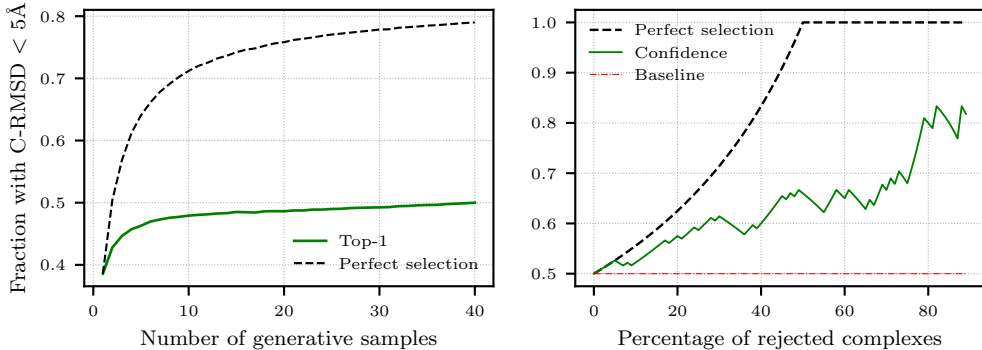 Fraction with C-RMSD < 5Å
0.8
0.7
0.6
0.5
0.4
0
10
20
30
40
Number of generative samples
Top-1
Perfect selection
1.0
0.9
0.8
0.7
0.6
0.5
0
20
40
60
80
Percentage of rejected complexes
Perfect selection
Confidence
Baseline